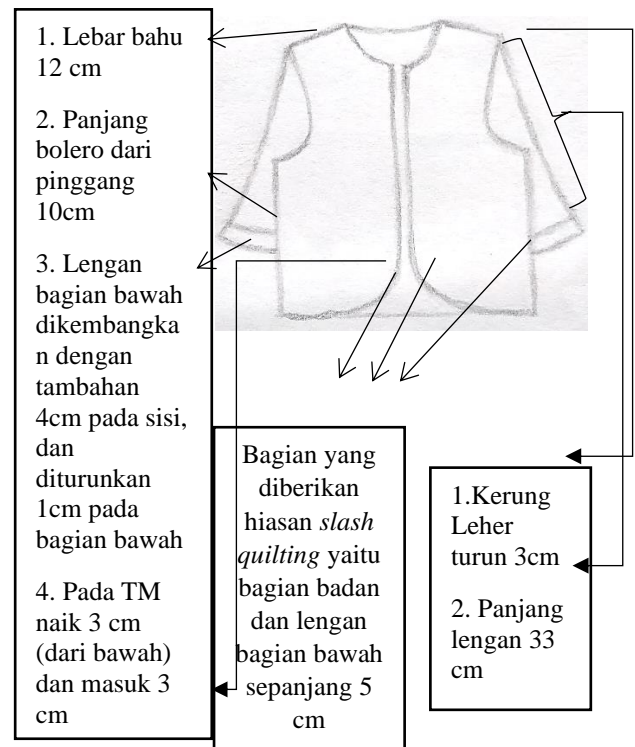 1. Lebar bahu
12 cm
2. Panjang
bolero dari
pinggang
10cm
3. Lengan
bagian bawah
dikembangka
n dengan
tambahan
4cm pada sisi,
dan
diturunkan
1cm pada
bagian bawah
4. Pada TM
naik 3 cm
(dari bawah)
dan masuk 3
cm
Bagian yang
diberikan
hiasan slash
quilting yaitu
bagian badan
dan lengan
bagian bawah
sepanjang 5
cm
1.Kerung
Leher
turun 3cm
2. Panjang
lengan 33
cm